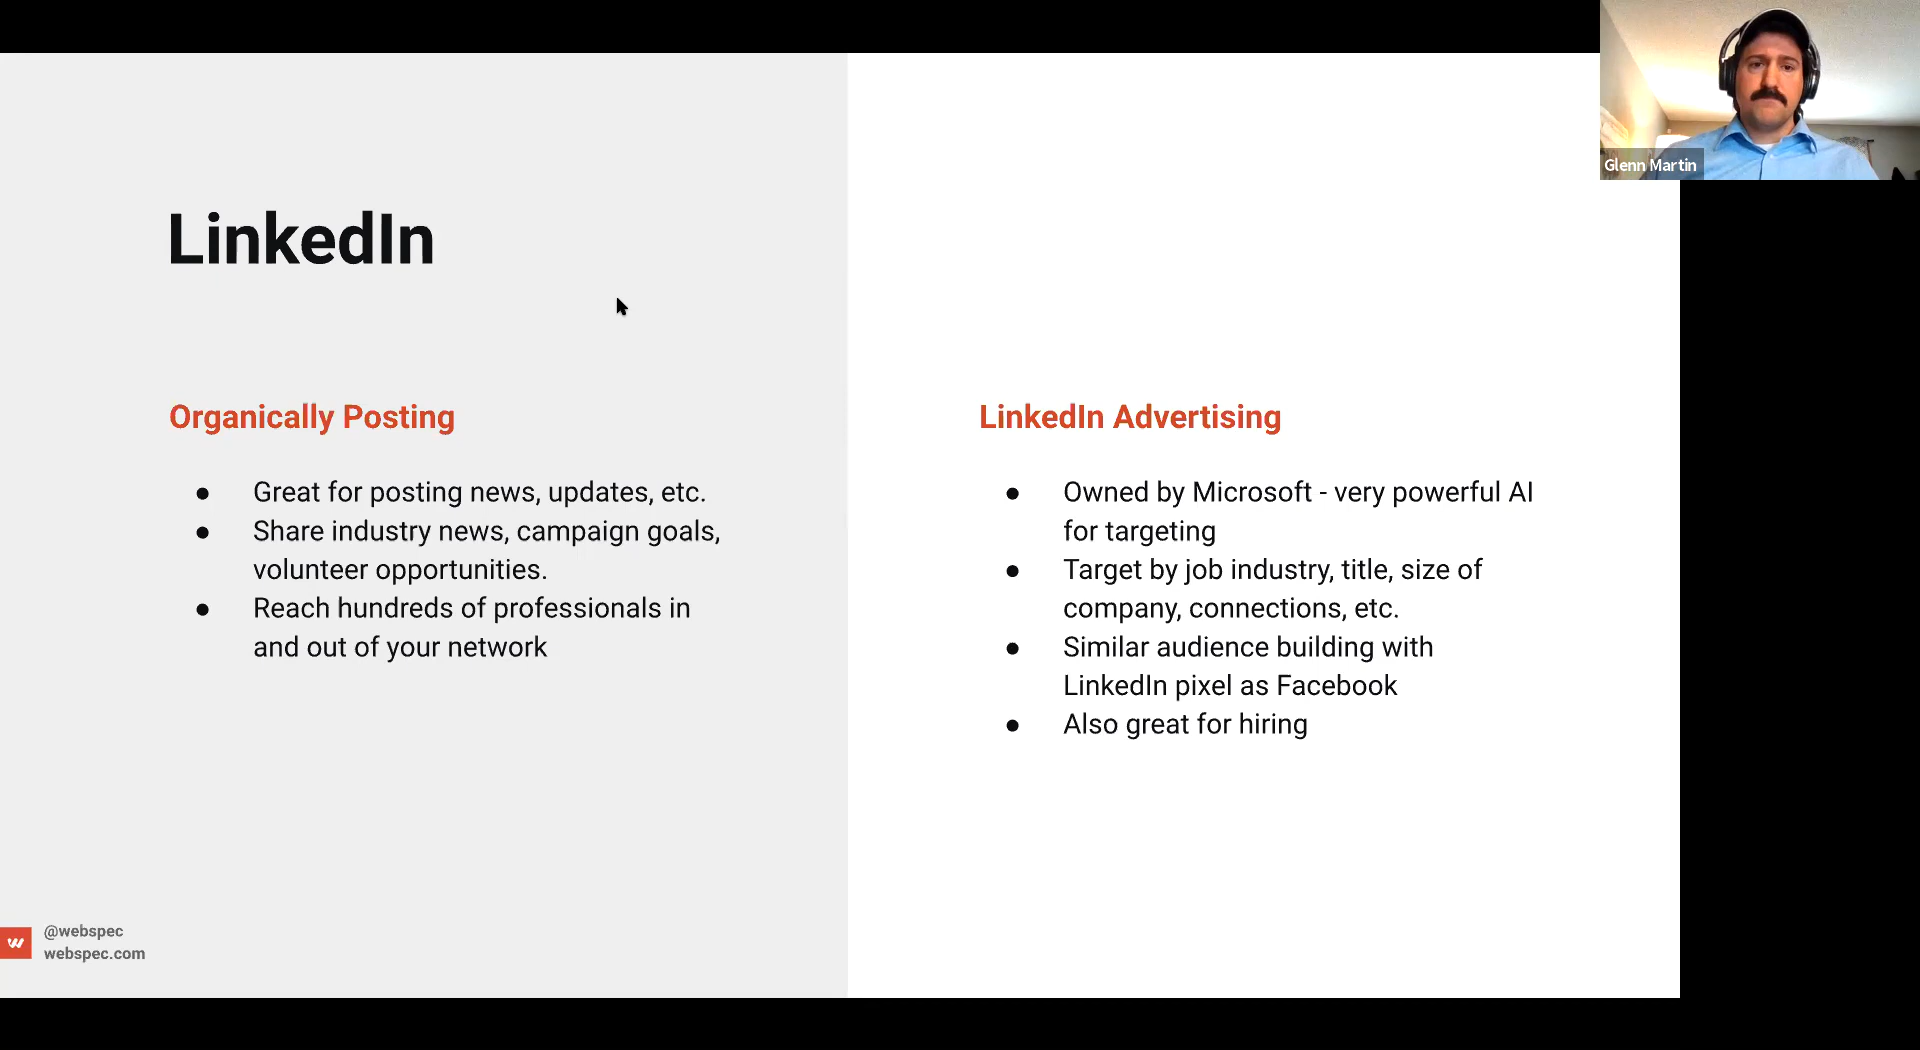 Glenn Martin
LinkedIn
Organically Posting
● Great for posting news, updates, etc.
● Share industry news, campaign goals,
volunteer opportunities.
● Reach hundreds of professionals in
and out of your network
LinkedIn Advertising
● Owned by Microsoft - very powerful AI
for targeting
● Target by job industry, title, size of
company, connections, etc.
● Similar audience building with
LinkedIn pixel as Facebook
● Also great for hiring
@webspec
webspec.com